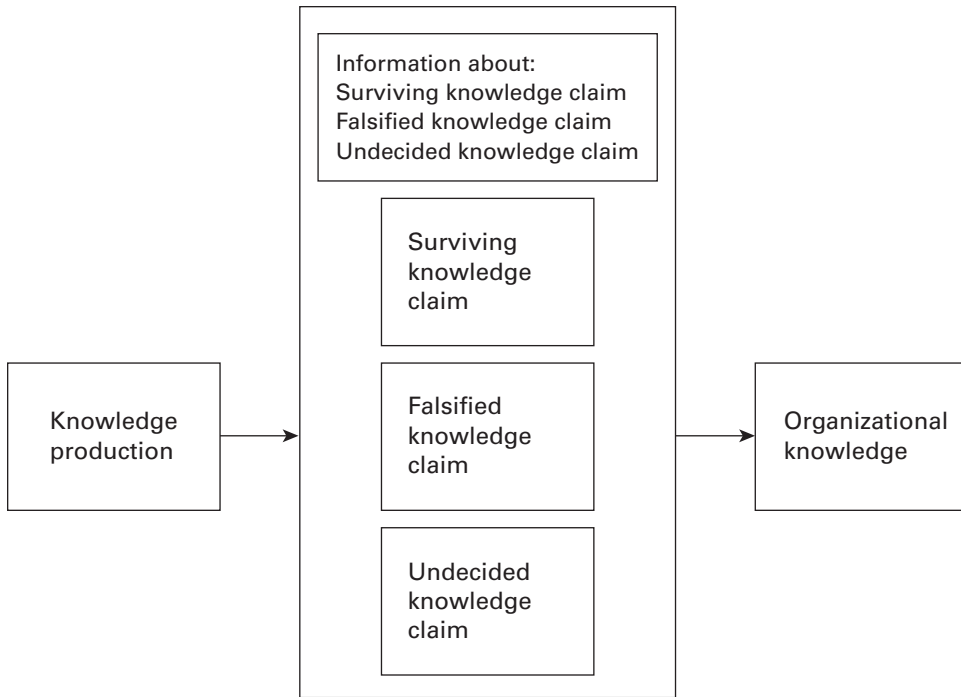 Information about:
Surviving knowledge claim
Falsified knowledge claim
Undecided knowledge claim
Surviving
knowledge
claim
Knowledge
production
Falsified
knowledge
claim
Organizational
knowledge
Undecided
knowledge
claim